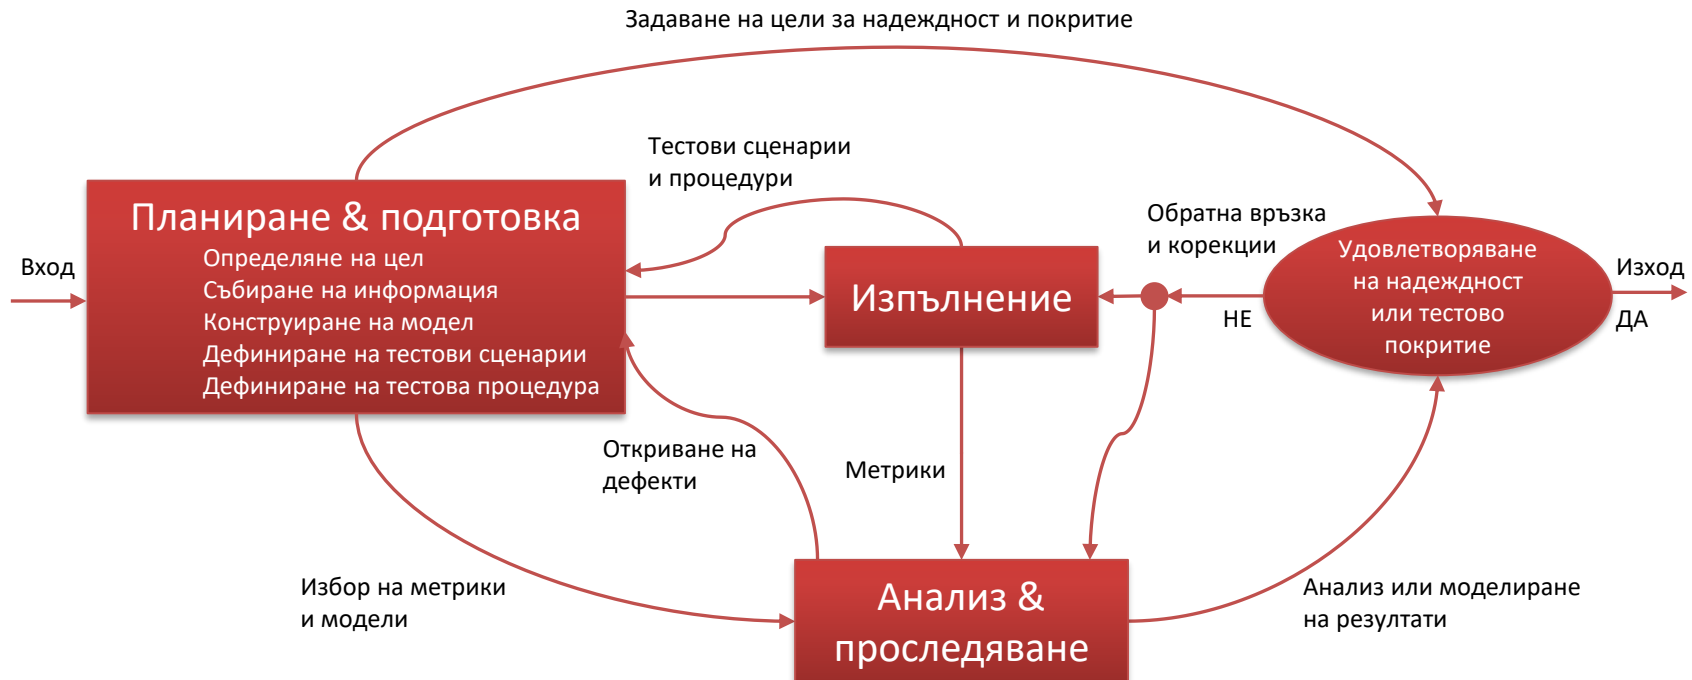 Задаване на цели за надеждност и покритие
Тестови сценарии
и процедури
Планиране & подготовка
Определяне на цел
Събиране на информация
Конструиране на модел
Дефиниране на тестови сценарии
Дефиниране на тестова процедура
Вход
Изпълнение
Обратна връзка
и корекции
НЕ
Удовлетворяване
на надеждност
или тестово
покритие
Изход
ДА
Откриване на
дефекти
Метрики
Избор на метрики
и модели
Анализ &
проследяване
Анализ или моделиране
на резултати